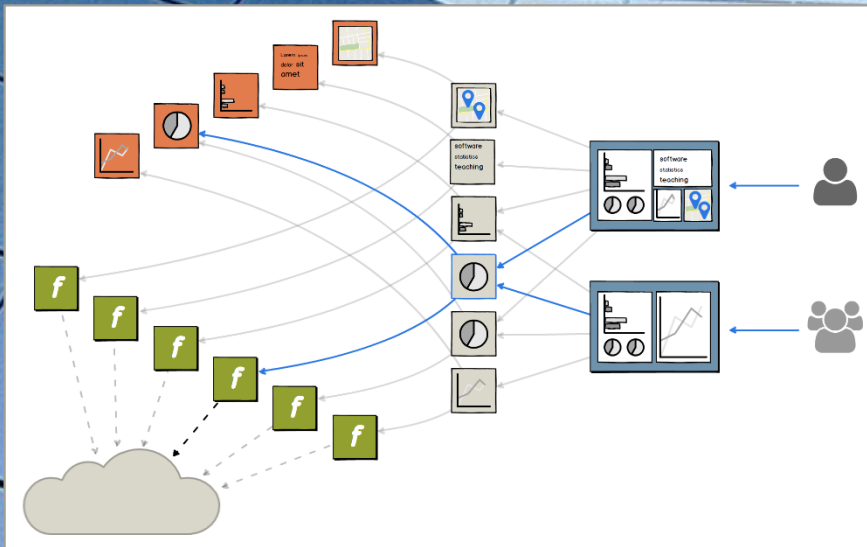 Lorem ipsum
dolor sit
amet
software
statistics
teaching
software
statistics
teaching
f
f
f
f
f
f